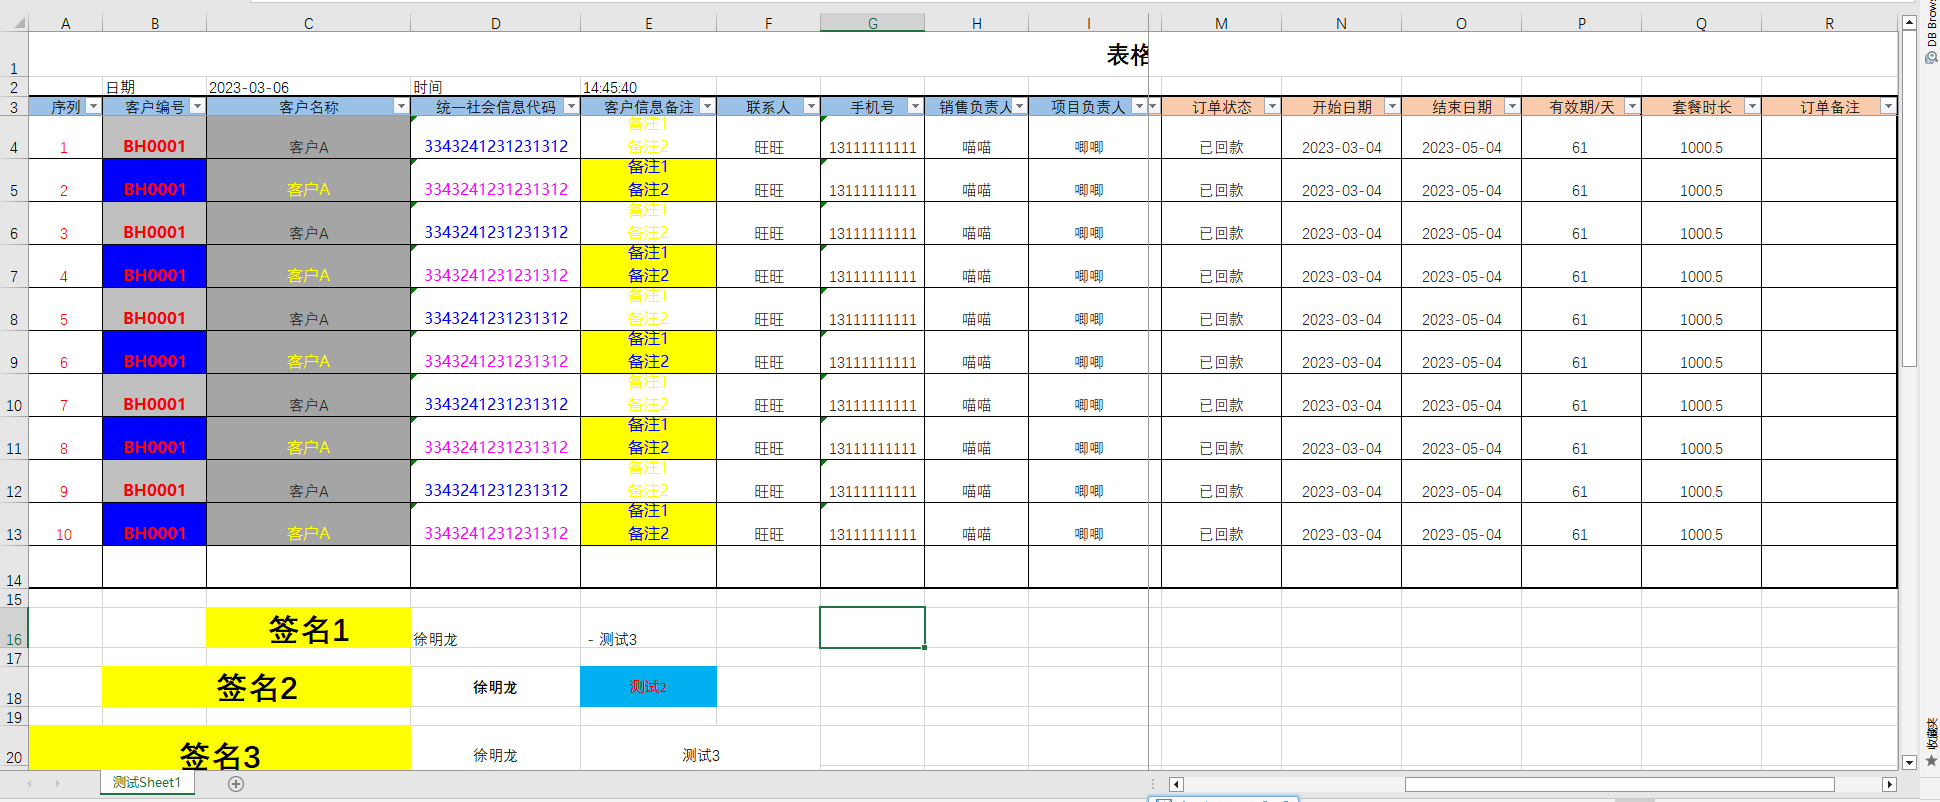 A B C D E F G H I M N O P Q R
1 表格
2 日期 2023-03-06 时间 14:45:40
3 序列 客户编号 客户名称 统一社会信息代码 客户信息备注 联系人 手机号 销售负责人 项目负责人 订单状态 开始日期 结束日期 有效期/天 套餐时长 订单备注
备注1
4 1 BH0001 客户A 3343241231231312 备注2 旺旺 13111111111 喵喵 唧唧 已回款 2023-03-04 2023-05-04 61 1000.5
备注1
5 2 BH0001 客户A 3343241231231312 备注2 旺旺 13111111111 喵喵 唧唧 已回款 2023-03-04 2023-05-04 61 1000.5
备注1
6 3 BH0001 客户A 3343241231231312 备注2 旺旺 13111111111 喵喵 唧唧 已回款 2023-03-04 2023-05-04 61 1000.5
备注1
7 4 BH0001 客户A 3343241231231312 备注2 旺旺 13111111111 喵喵 唧唧 已回款 2023-03-04 2023-05-04 61 1000.5
备注1
8 5 BH0001 客户A 3343241231231312 备注2 旺旺 13111111111 喵喵 唧唧 已回款 2023-03-04 2023-05-04 61 1000.5
备注1
9 6 BH0001 客户A 3343241231231312 备注2 旺旺 13111111111 喵喵 唧唧 已回款 2023-03-04 2023-05-04 61 1000.5
备注1
10 7 BH0001 客户A 3343241231231312 备注2 旺旺 13111111111 喵喵 唧唧 已回款 2023-03-04 2023-05-04 61 1000.5
备注1
11 8 BH0001 客户A 3343241231231312 备注2 旺旺 13111111111 喵喵 唧唧 已回款 2023-03-04 2023-05-04 61 1000.5
备注1
12 9 BH0001 客户A 3343241231231312 备注2 旺旺 13111111111 喵喵 唧唧 已回款 2023-03-04 2023-05-04 61 1000.5
备注1
13 10 BH0001 客户A 3343241231231312 备注2 旺旺 13111111111 喵喵 唧唧 已回款 2023-03-04 2023-05-04 61 1000.5
14
15
16 签名1 徐明龙 - 测试3
17
18 签名2 徐明龙 测试2
19
20 签名3 徐明龙 测试3
测试Sheet1
DB Brow
收藏夹